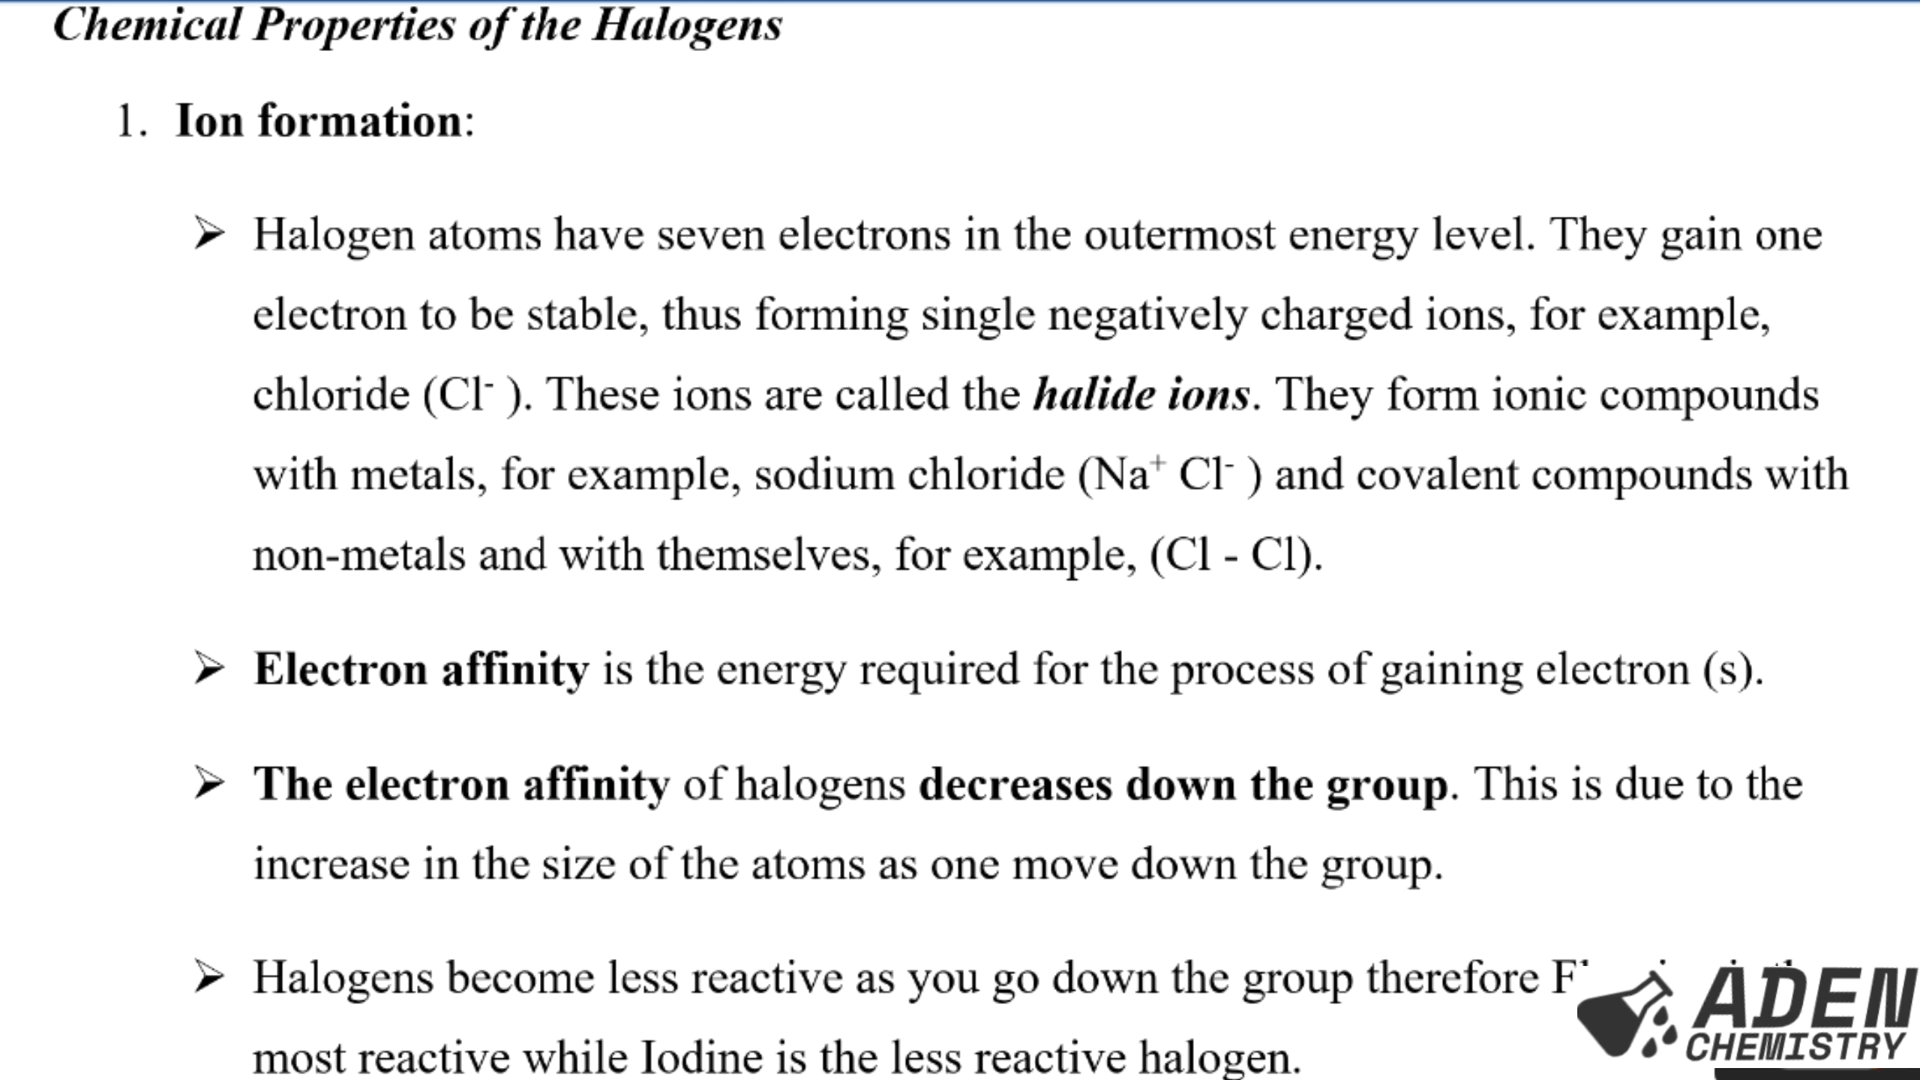 Chemical Properties of the Halogens
1. Ion formation:
➢ Halogen atoms have seven electrons in the outermost energy level. They gain one
electron to be stable, thus forming single negatively charged ions, for example,
chloride (Cl⁻ ). These ions are called the halide ions. They form ionic compounds
with metals, for example, sodium chloride (Na⁺ Cl⁻ ) and covalent compounds with
non-metals and with themselves, for example, (Cl - Cl).
➢ Electron affinity is the energy required for the process of gaining electron (s).
➢ The electron affinity of halogens decreases down the group. This is due to the
increase in the size of the atoms as one move down the group.
➢ Halogens become less reactive as you go down the group therefore
most reactive while Iodine is the less reactive halogen.
ADEN
CHEMISTRY